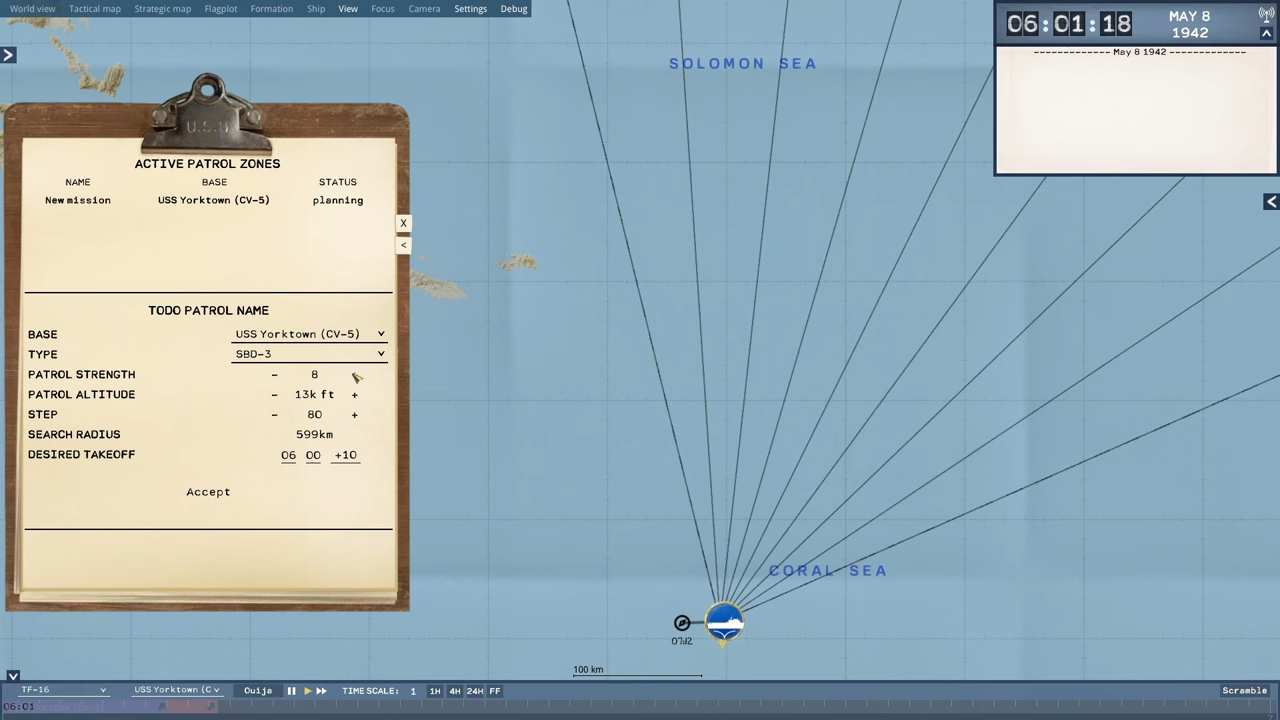 World view Tactical map Strategic map Flagplot Formation Ship View Focus Camera Settings Debug
06:01:18
MAY 8
1942
------------- May 8 1942 -------------
SOLOMON SEA
U.S.N
ACTIVE PATROL ZONES
NAME BASE STATUS
New mission USS Yorktown (CV-5) planning
X
<
TODO PATROL NAME
BASE USS Yorktown (CV-5)
TYPE SBD-3
PATROL STRENGTH - 8
PATROL ALTITUDE - 13k ft +
STEP - 80 +
SEARCH RADIUS 599km
DESIRED TAKEOFF 06 00 +10
Accept
CORAL SEA
07:12
100 km
TF-16 USS Yorktown (C Ouija TIME SCALE: 1 1H 4H 24H FF Scramble
06:01